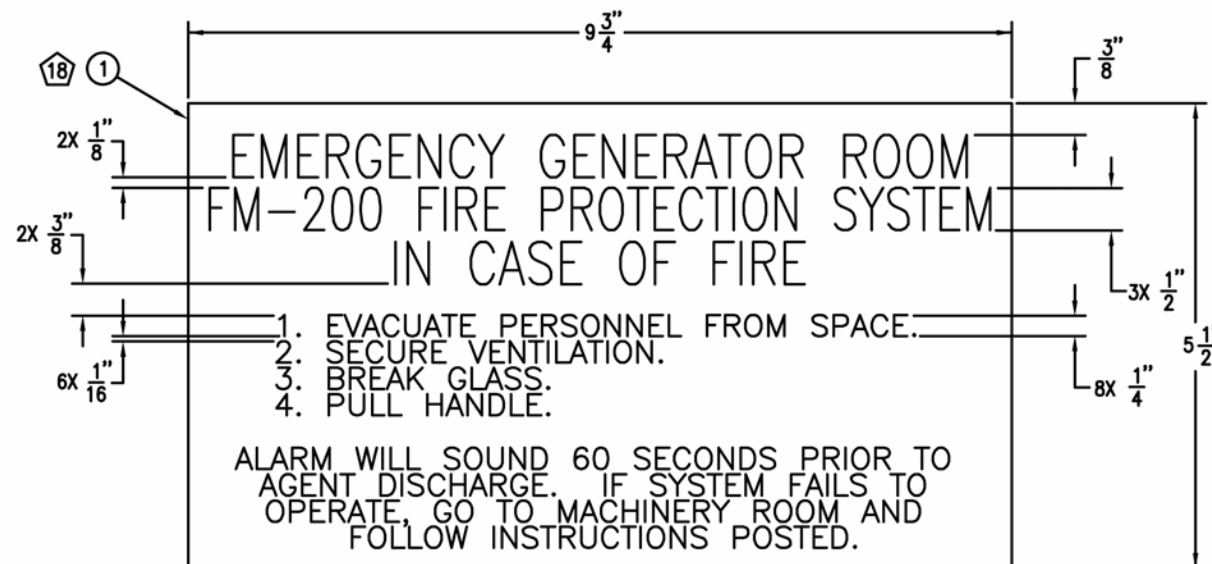 9 3/4"
3/8"
18 1
2X 1/8"
EMERGENCY GENERATOR ROOM
FM-200 FIRE PROTECTION SYSTEM
IN CASE OF FIRE
2X 3/8"
3X 1/2"
1. EVACUATE PERSONNEL FROM SPACE.
2. SECURE VENTILATION.
3. BREAK GLASS.
4. PULL HANDLE.
6X 1/16"
8X 1/4"
5 1/2"
ALARM WILL SOUND 60 SECONDS PRIOR TO
AGENT DISCHARGE. IF SYSTEM FAILS TO
OPERATE, GO TO MACHINERY ROOM AND
FOLLOW INSTRUCTIONS POSTED.